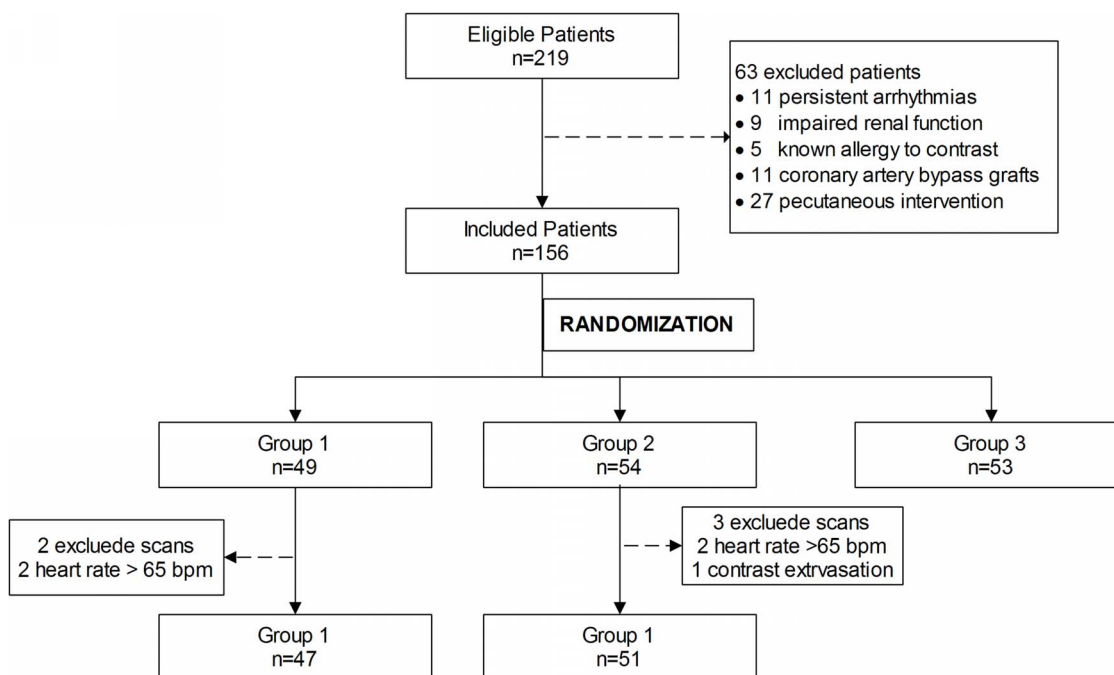 Eligible Patients
n=219
63 excluded patients
• 11 persistent arrhythmias
• 9 impaired renal function
• 5 known allergy to contrast
• 11 coronary artery bypass grafts
• 27 pecutaneous intervention
Included Patients
n=156
RANDOMIZATION
Group 1
n=49
Group 2
n=54
Group 3
n=53
2 excluede scans
2 heart rate > 65 bpm
3 excluede scans
2 heart rate >65 bpm
1 contrast extrvasation
Group 1
n=47
Group 1
n=51